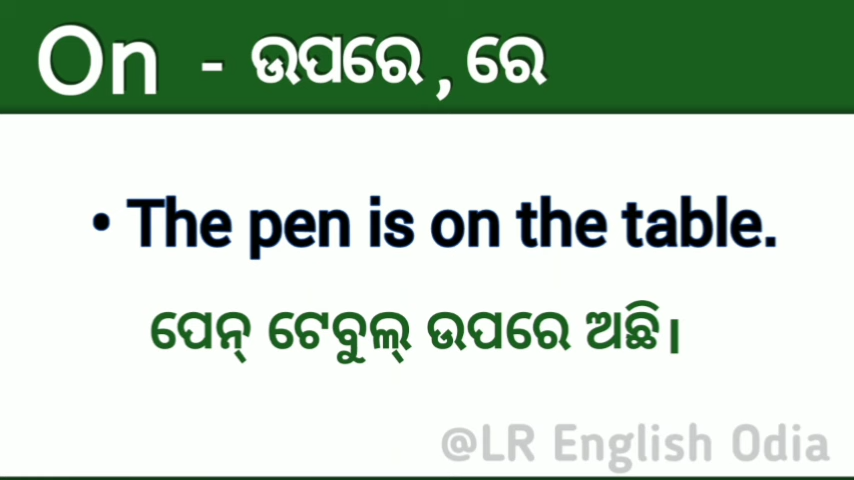 On - ଉପରେ, ରେ
• The pen is on the table.
ପେନ୍ ଟେବୁଲ୍ ଉପରେ ଅଛି।
@LR English Odia